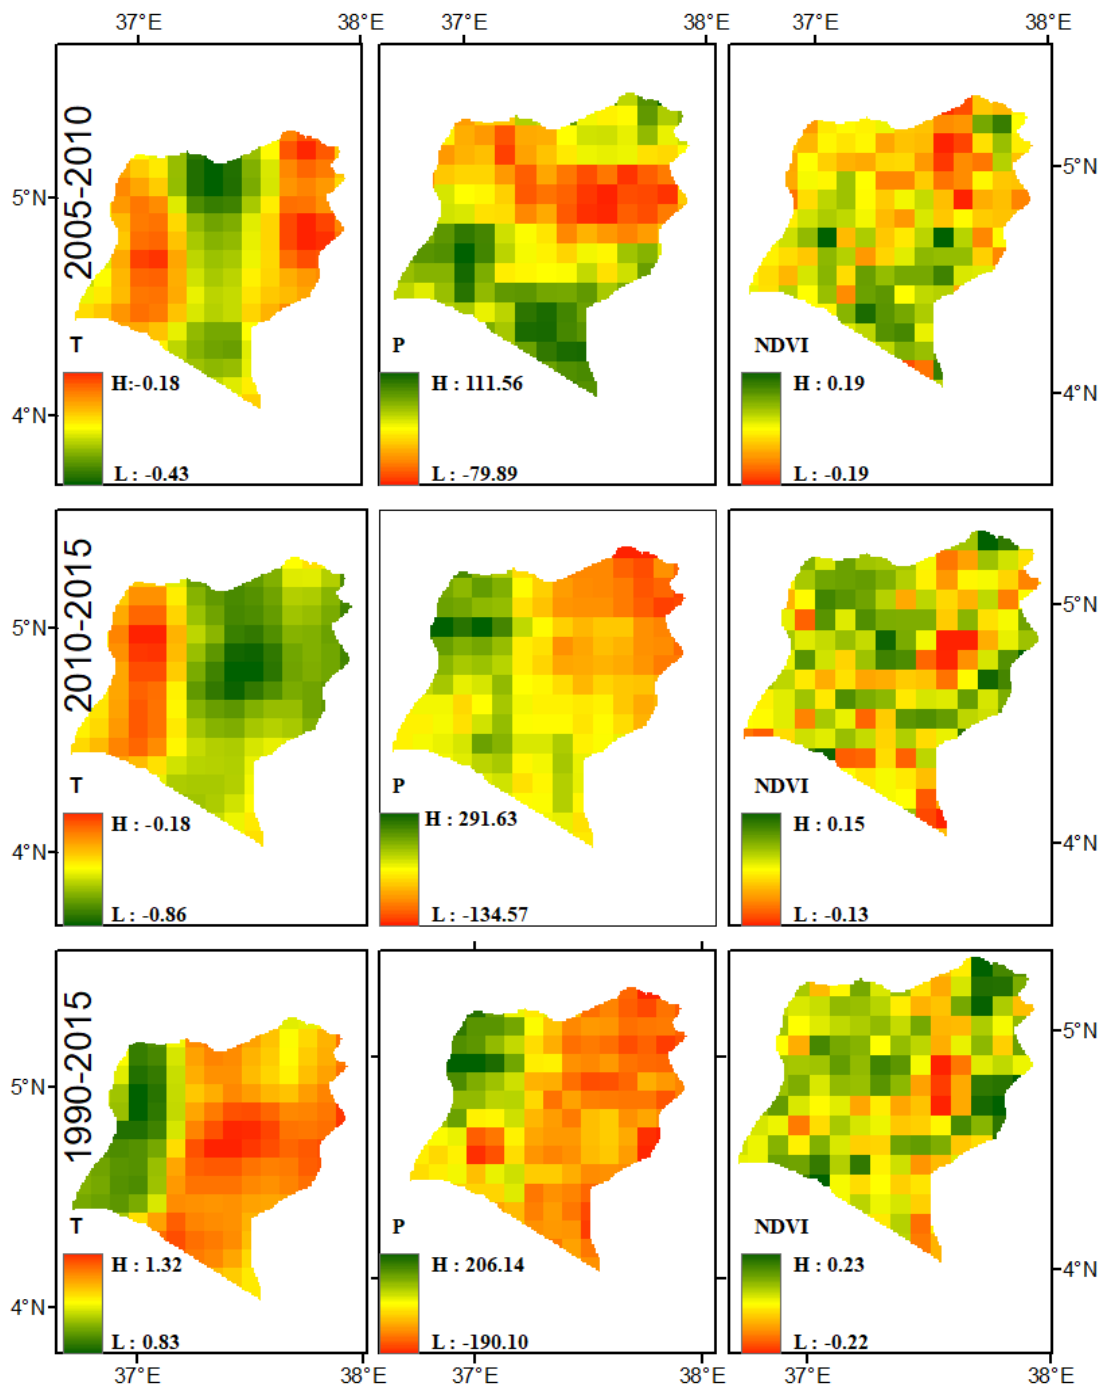 37°E 38°E 37°E 38°E 37°E 38°E
2005-2010
5°N
5°N
4°N
4°N
T
H:-0.18
L : -0.43
P
H : 111.56
L : -79.89
NDVI
H : 0.19
L : -0.19
2010-2015
5°N
5°N
4°N
4°N
T
H : -0.18
L : -0.86
P
H : 291.63
L : -134.57
NDVI
H : 0.15
L : -0.13
1990-2015
5°N
5°N
4°N
4°N
T
H : 1.32
L : 0.83
P
H : 206.14
L : -190.10
NDVI
H : 0.23
L : -0.22
37°E 38°E 37°E 38°E 37°E 38°E